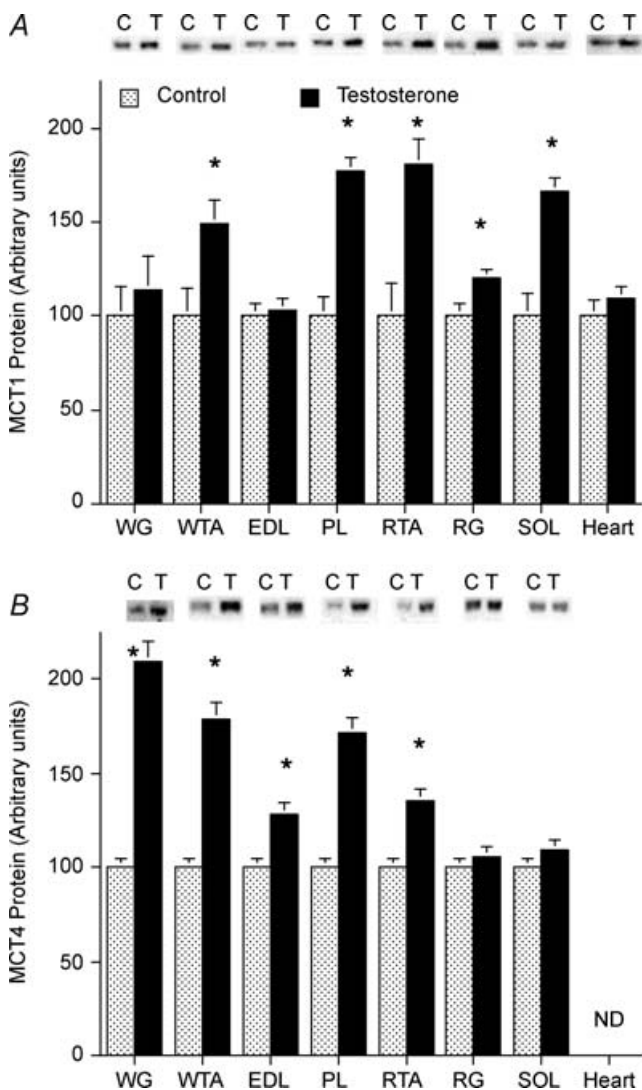 A
C T C T C T C T C T C T C T C T
Control Testosterone
MCT1 Protein (Arbitrary units)
200
*
*
*
*
*
150
100
50
0
WG WTA EDL PL RTA RG SOL Heart
B
C T C T C T C T C T C T C T
MCT4 Protein (Arbitrary units)
200
*
*
*
*
*
150
100
50
0
ND
WG WTA EDL PL RTA RG SOL Heart